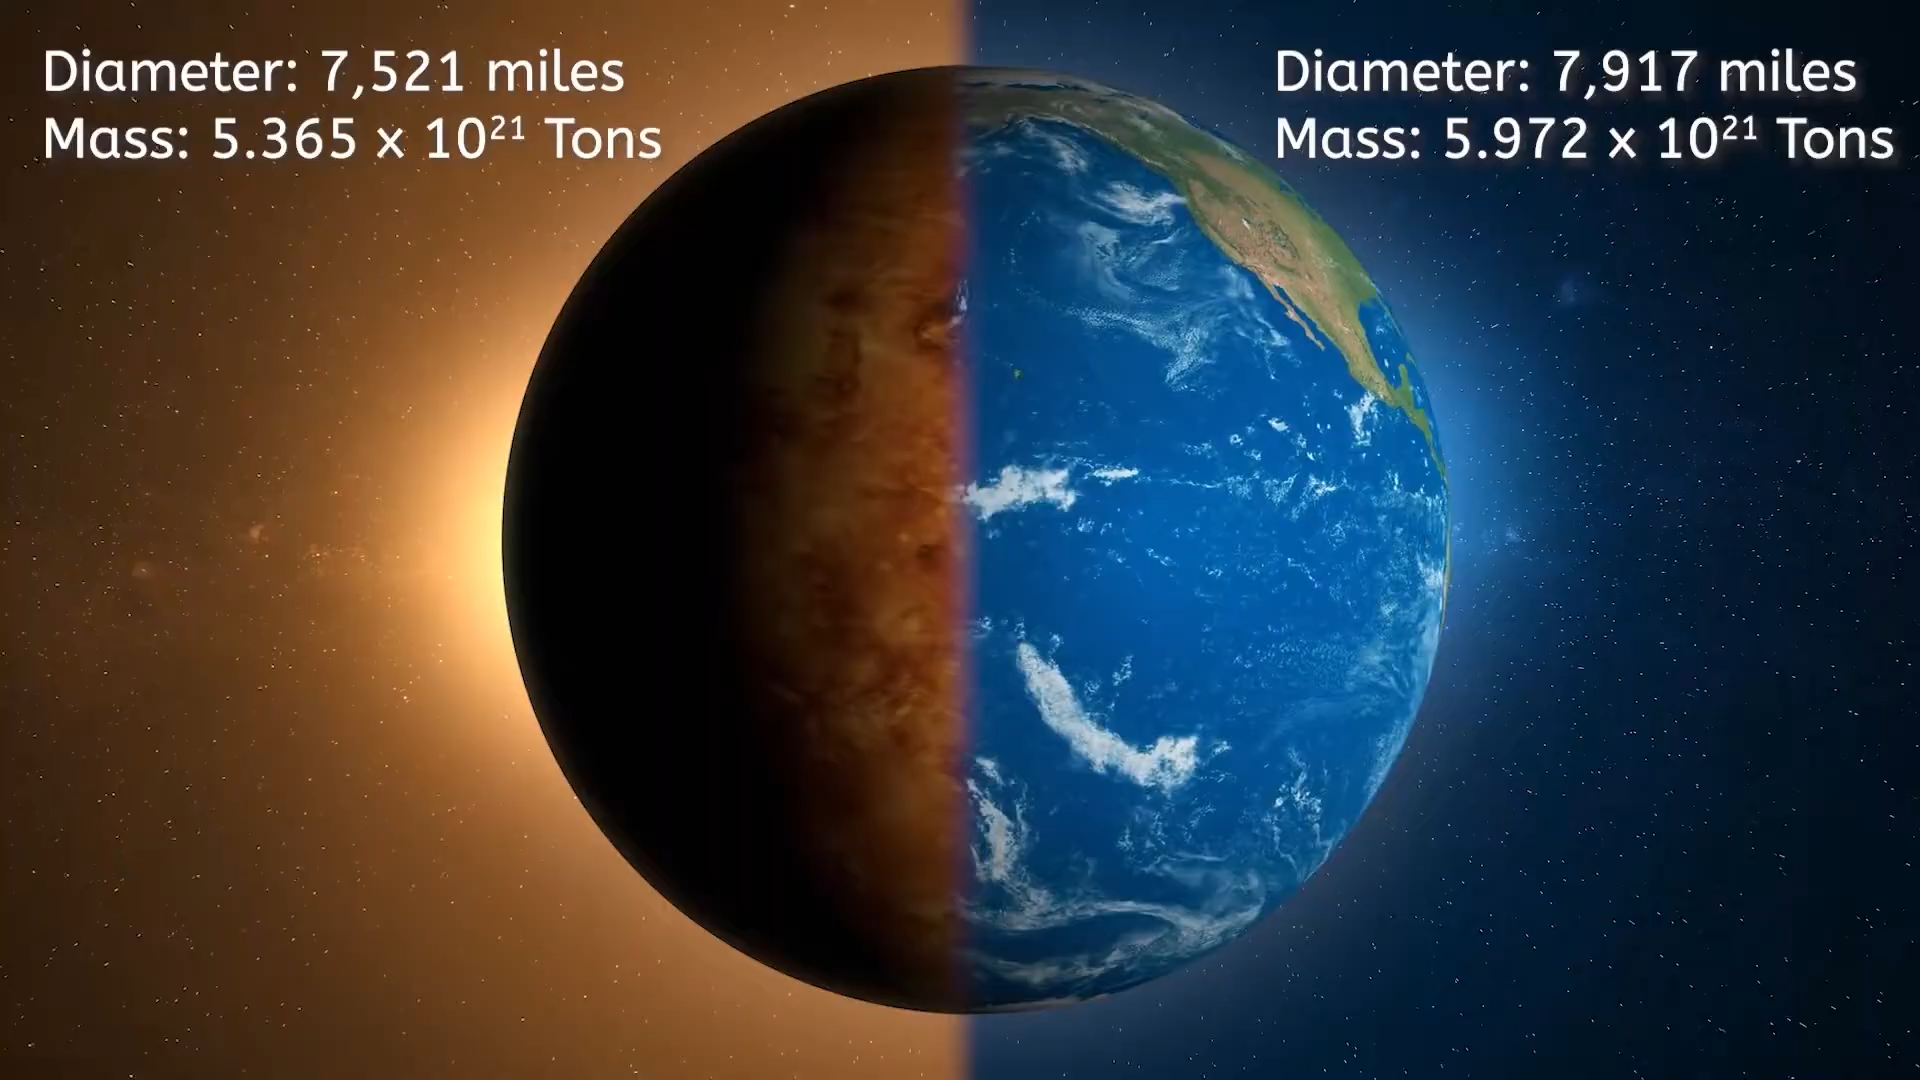 Diameter: 7,521 miles
Mass: 5.365 x 10²¹ Tons
Diameter: 7,917 miles
Mass: 5.972 x 10²¹ Tons